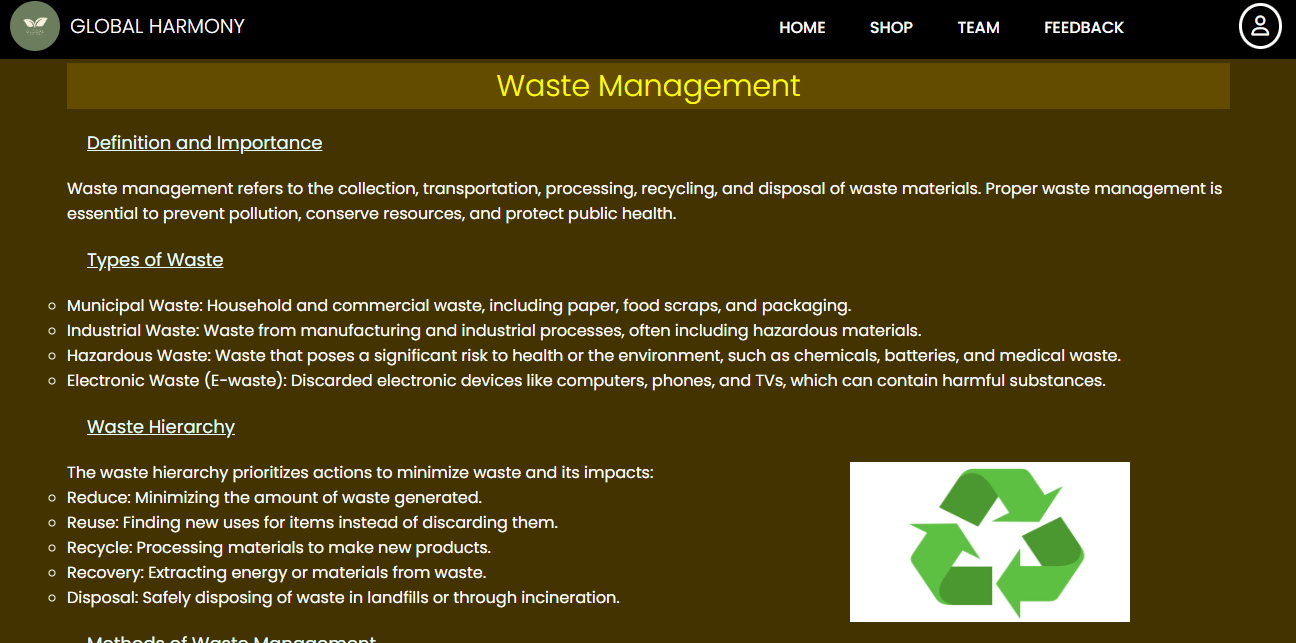 GLOBAL HARMONY
HOME
SHOP
TEAM
FEEDBACK
Waste Management
Definition and Importance
Waste management refers to the collection, transportation, processing, recycling, and disposal of waste materials. Proper waste management is
essential to prevent pollution, conserve resources, and protect public health.
Types of Waste
Municipal Waste: Household and commercial waste, including paper, food scraps, and packaging.
Industrial Waste: Waste from manufacturing and industrial processes, often including hazardous materials.
Hazardous Waste: Waste that poses a significant risk to health or the environment, such as chemicals, batteries, and medical waste.
Electronic Waste (E-waste): Discarded electronic devices like computers, phones, and TVs, which can contain harmful substances.
Waste Hierarchy
The waste hierarchy prioritizes actions to minimize waste and its impacts:
Reduce: Minimizing the amount of waste generated.
Reuse: Finding new uses for items instead of discarding them.
Recycle: Processing materials to make new products.
Recovery: Extracting energy or materials from waste.
Disposal: Safely disposing of waste in landfills or through incineration.
Methods of Waste Management